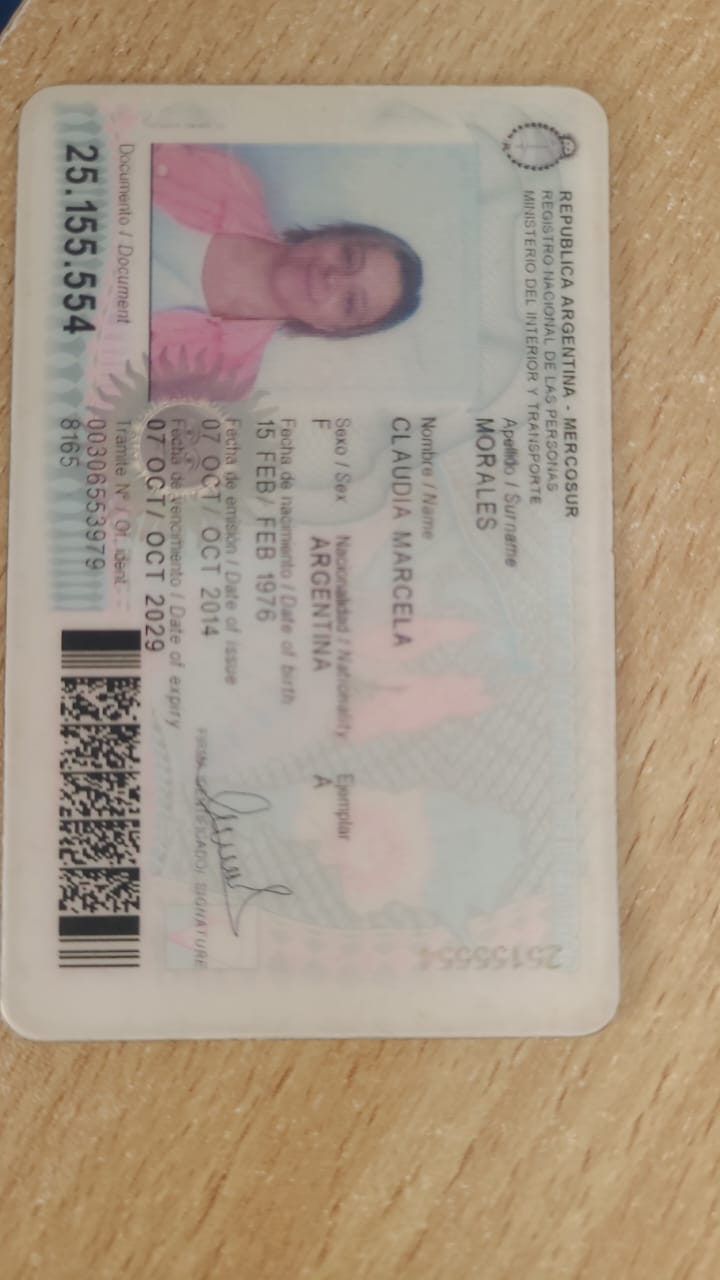 REPUBLICA ARGENTINA - MERCOSUR
REGISTRO NACIONAL DE LAS PERSONAS
MINISTERIO DEL INTERIOR Y TRANSPORTE
Apellido / Surname
MORALES
Nombre / Name
CLAUDIA MARCELA
Sexo / Sex Nacionalidad / Nationality Ejemplar
F ARGENTINA A
Fecha de nacimiento / Date of birth
15 FEB/ FEB 1976
Fecha de emisión / Date of issue
07 OCT/ OCT 2014
Fecha de vencimiento / Date of expiry
07 OCT/ OCT 2029
FIRMA IDENTIFICADO/ SIGNATURE
Documento / Document
25.155.554
Trámite Nº / Of. ident.
00306553979
8165
25155554